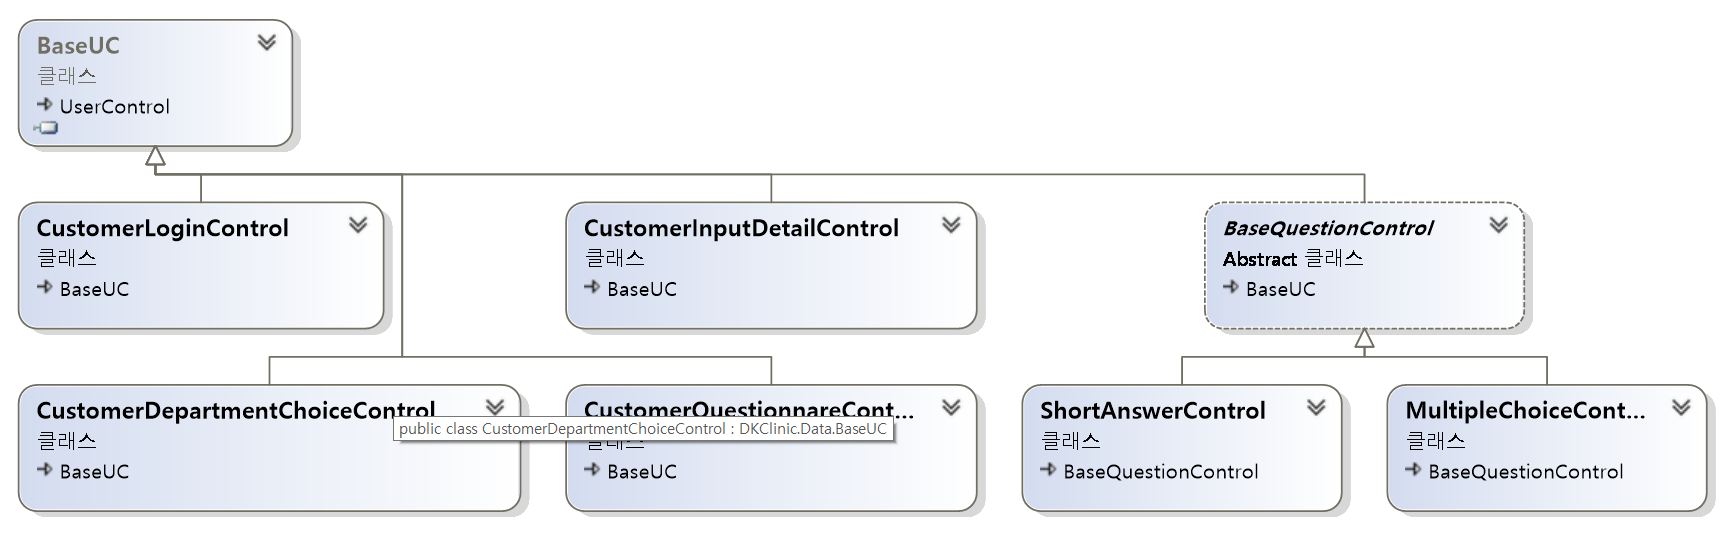 BaseUC
클래스
UserControl
CustomerLoginControl
클래스
BaseUC
CustomerInputDetailControl
클래스
BaseUC
BaseQuestionControl
Abstract 클래스
BaseUC
CustomerDepartmentChoiceControl
클래스
BaseUC
public class CustomerDepartmentChoiceControl : DKClinic.Data.BaseUC
CustomerQuestionnareCont...
클래스
BaseUC
ShortAnswerControl
클래스
BaseQuestionControl
MultipleChoiceCont...
클래스
BaseQuestionControl